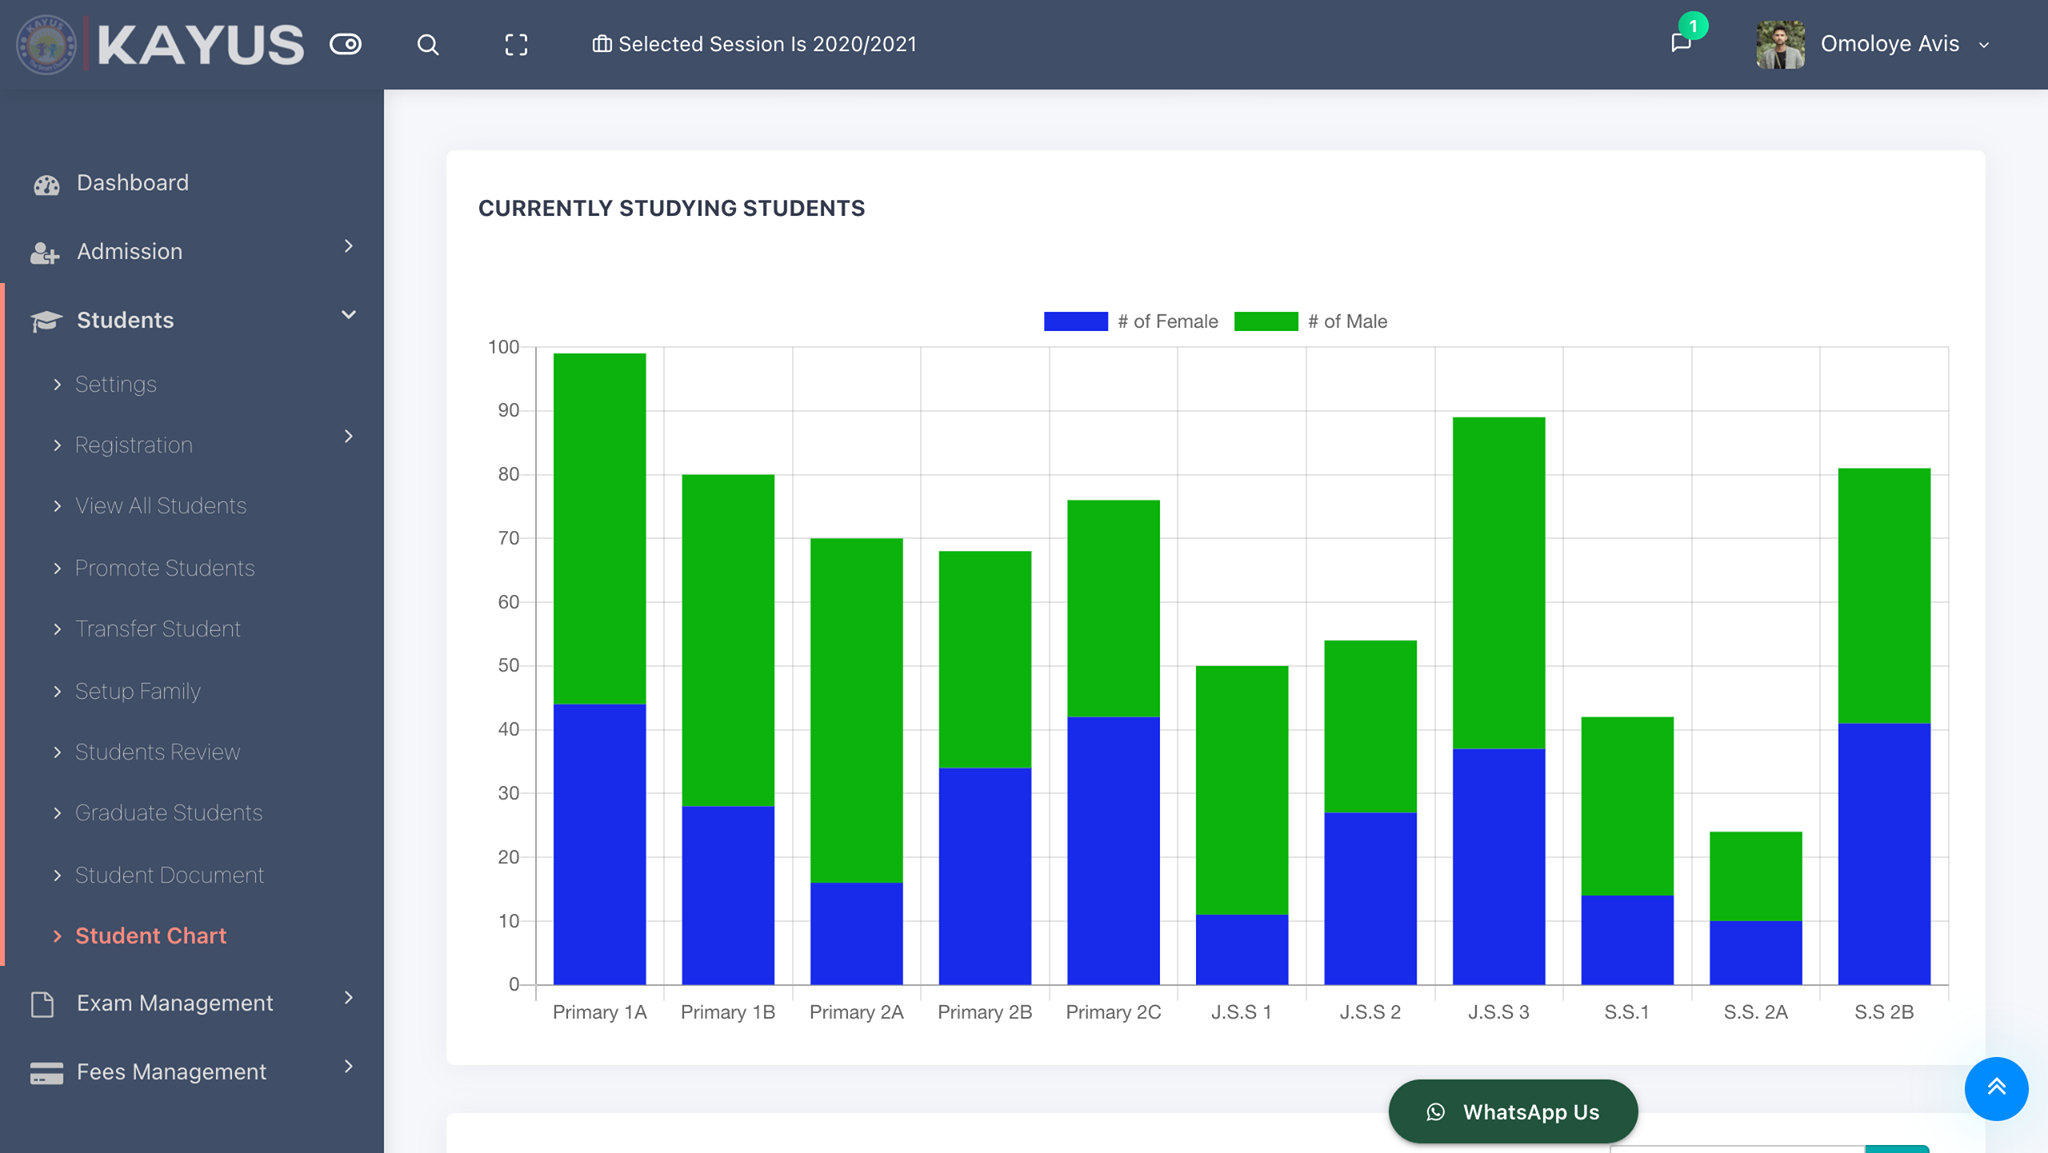 KAYUS
KAYUS
Selected Session Is 2020/2021
1
Omoloye Avis
Dashboard
Admission
Students
Settings
Registration
View All Students
Promote Students
Transfer Student
Setup Family
Students Review
Graduate Students
Student Document
Student Chart
Exam Management
Fees Management
CURRENTLY STUDYING STUDENTS
# of Female # of Male
100
90
80
70
60
50
40
30
20
10
0
Primary 1A Primary 1B Primary 2A Primary 2B Primary 2C J.S.S 1 J.S.S 2 J.S.S 3 S.S.1 S.S. 2A S.S 2B
WhatsApp Us